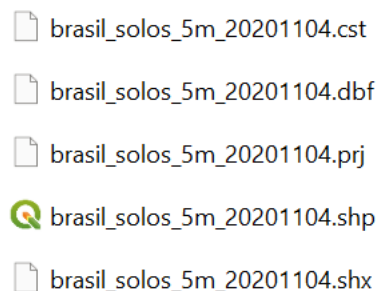 brasil_solos_5m_20201104.cst
brasil_solos_5m_20201104.dbf
brasil_solos_5m_20201104.prj
brasil_solos_5m_20201104.shp
brasil_solos_5m_20201104.shx